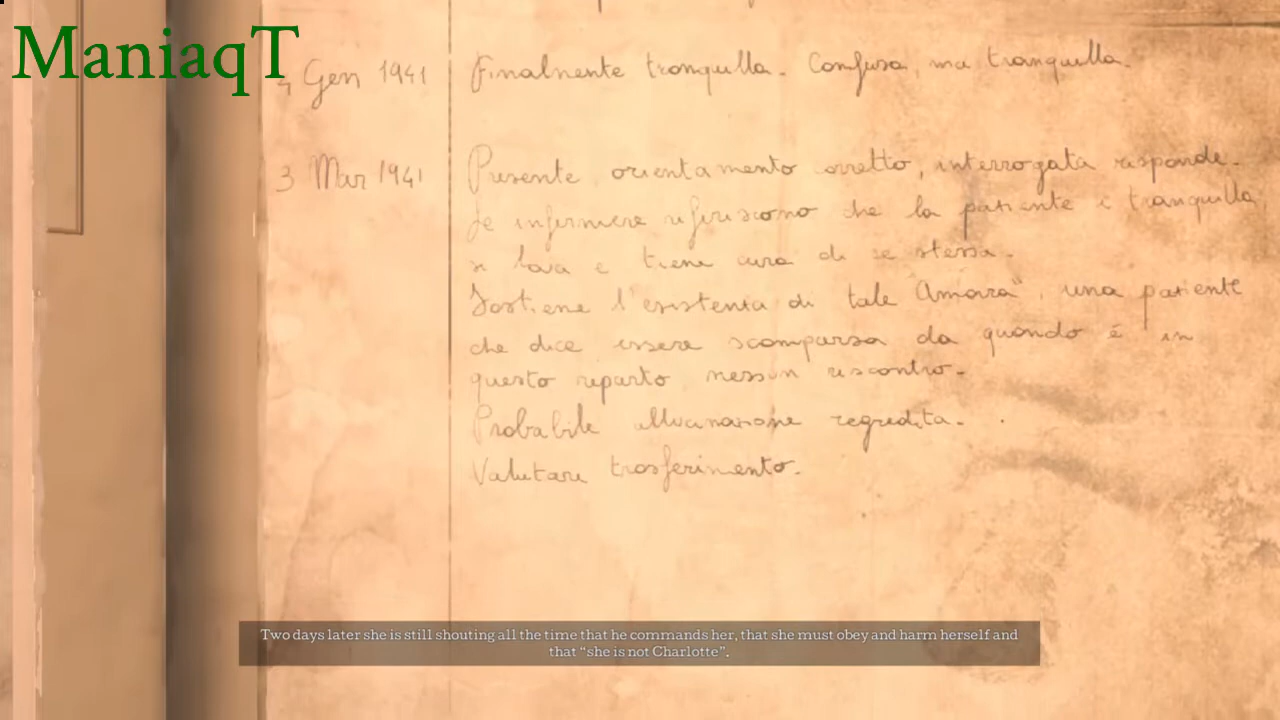 ManiaqT
4 Gen 1941 Finalmente tranquilla. Confusa, ma tranquilla.
3 Mar 1941 Presente, orientamento corretto, interrogata risponde.
Le infermiere riferiscono che la paziente è tranquilla,
si lava e tiene cura di se stessa.
Sostiene l'esistenza di tale "Amara", una paziente
che dice essere scomparsa da quando è in
questo reparto, nessun riscontro.
Probabile allucinazione regredita.
Valutare trasferimento.
Two days later she is still shouting all the time that he commands her, that she must obey and harm herself and
that “she is not Charlotte”.